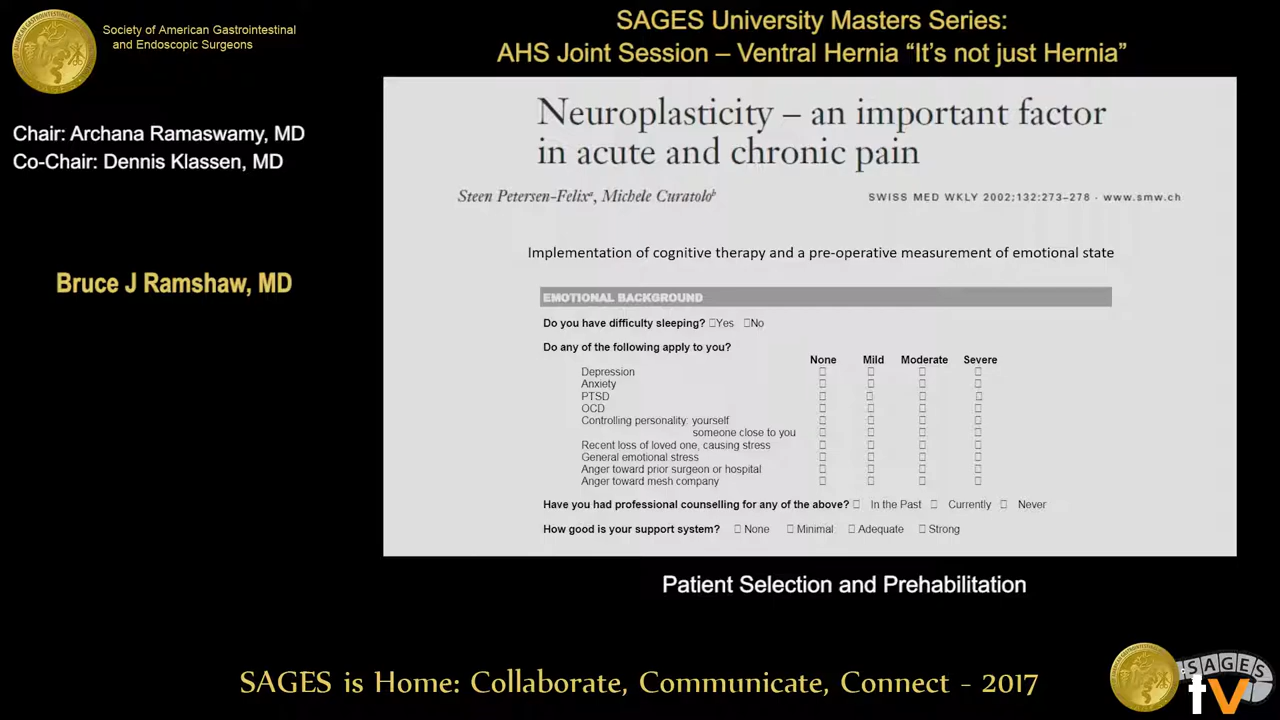 Society of American Gastrointestinal
and Endoscopic Surgeons
SAGES University Masters Series:
AHS Joint Session – Ventral Hernia “It’s not just Hernia”
Chair: Archana Ramaswamy, MD
Co-Chair: Dennis Klassen, MD
Bruce J Ramshaw, MD
Neuroplasticity – an important factor
in acute and chronic pain
Steen Petersen-Felixa, Michele Curatolob
SWISS MED WKLY 2002;132:273–278 · www.smw.ch
Implementation of cognitive therapy and a pre-operative measurement of emotional state
EMOTIONAL BACKGROUND
Do you have difficulty sleeping? □Yes □No
Do any of the following apply to you?
None Mild Moderate Severe
Depression □ □ □ □
Anxiety □ □ □ □
PTSD □ □ □ □
OCD □ □ □ □
Controlling personality: yourself □ □ □ □
someone close to you □ □ □ □
Recent loss of loved one, causing stress □ □ □ □
General emotional stress □ □ □ □
Anger toward prior surgeon or hospital □ □ □ □
Anger toward mesh company □ □ □ □
Have you had professional counselling for any of the above? □ In the Past □ Currently □ Never
How good is your support system? □ None □ Minimal □ Adequate □ Strong
Patient Selection and Prehabilitation
SAGES is Home: Collaborate, Communicate, Connect - 2017
SAGES
tv